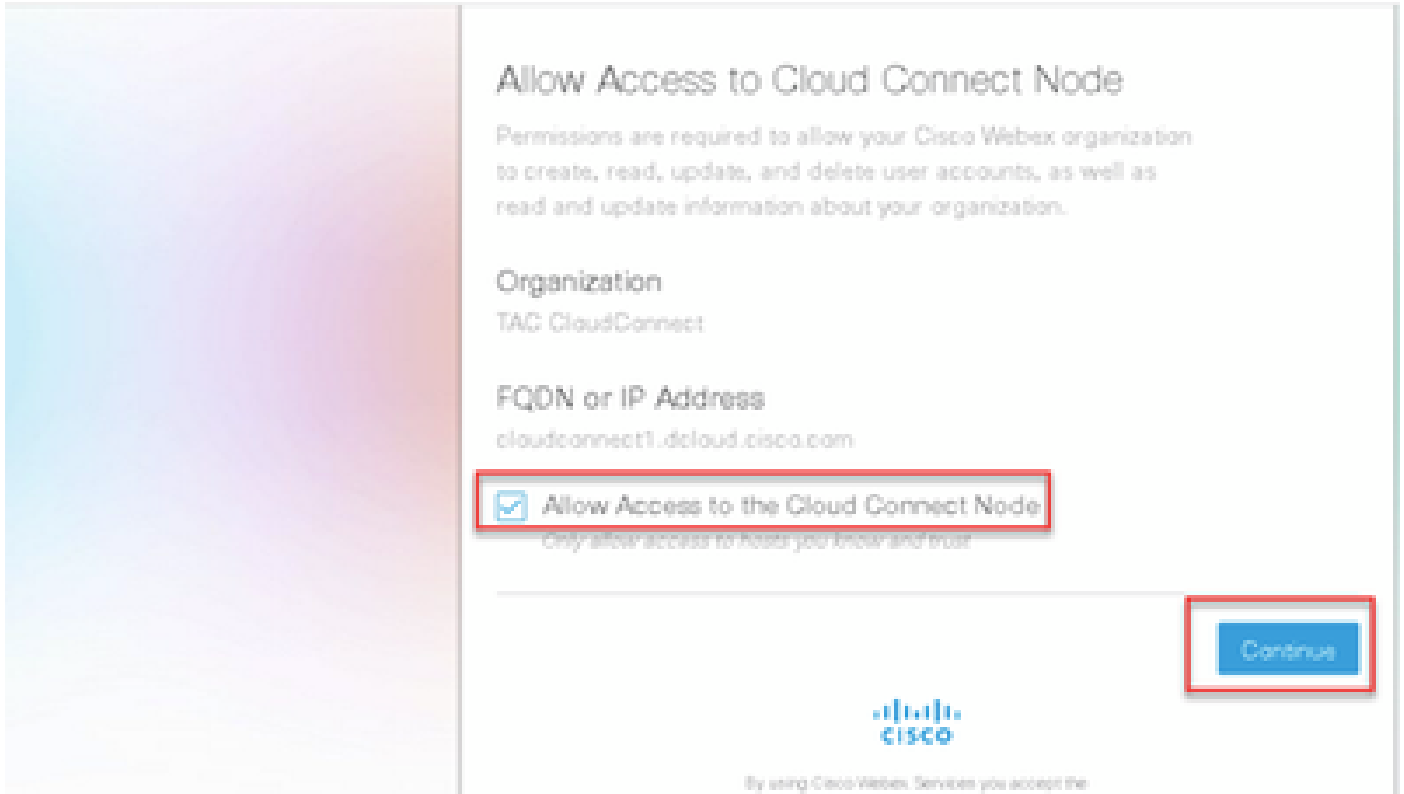 Allow Access to Cloud Connect Node
Permissions are required to allow your Cisco Webex organization
to create, read, update, and delete user accounts, as well as
read and update information about your organization.
Organization
TAC CloudConnect
FQDN or IP Address
cloudconnect1.dcloud.cisco.com
Allow Access to the Cloud Connect Node
Only allow access to hosts you know and trust
Continue
CISCO
By using Cisco Webex Services you accept the